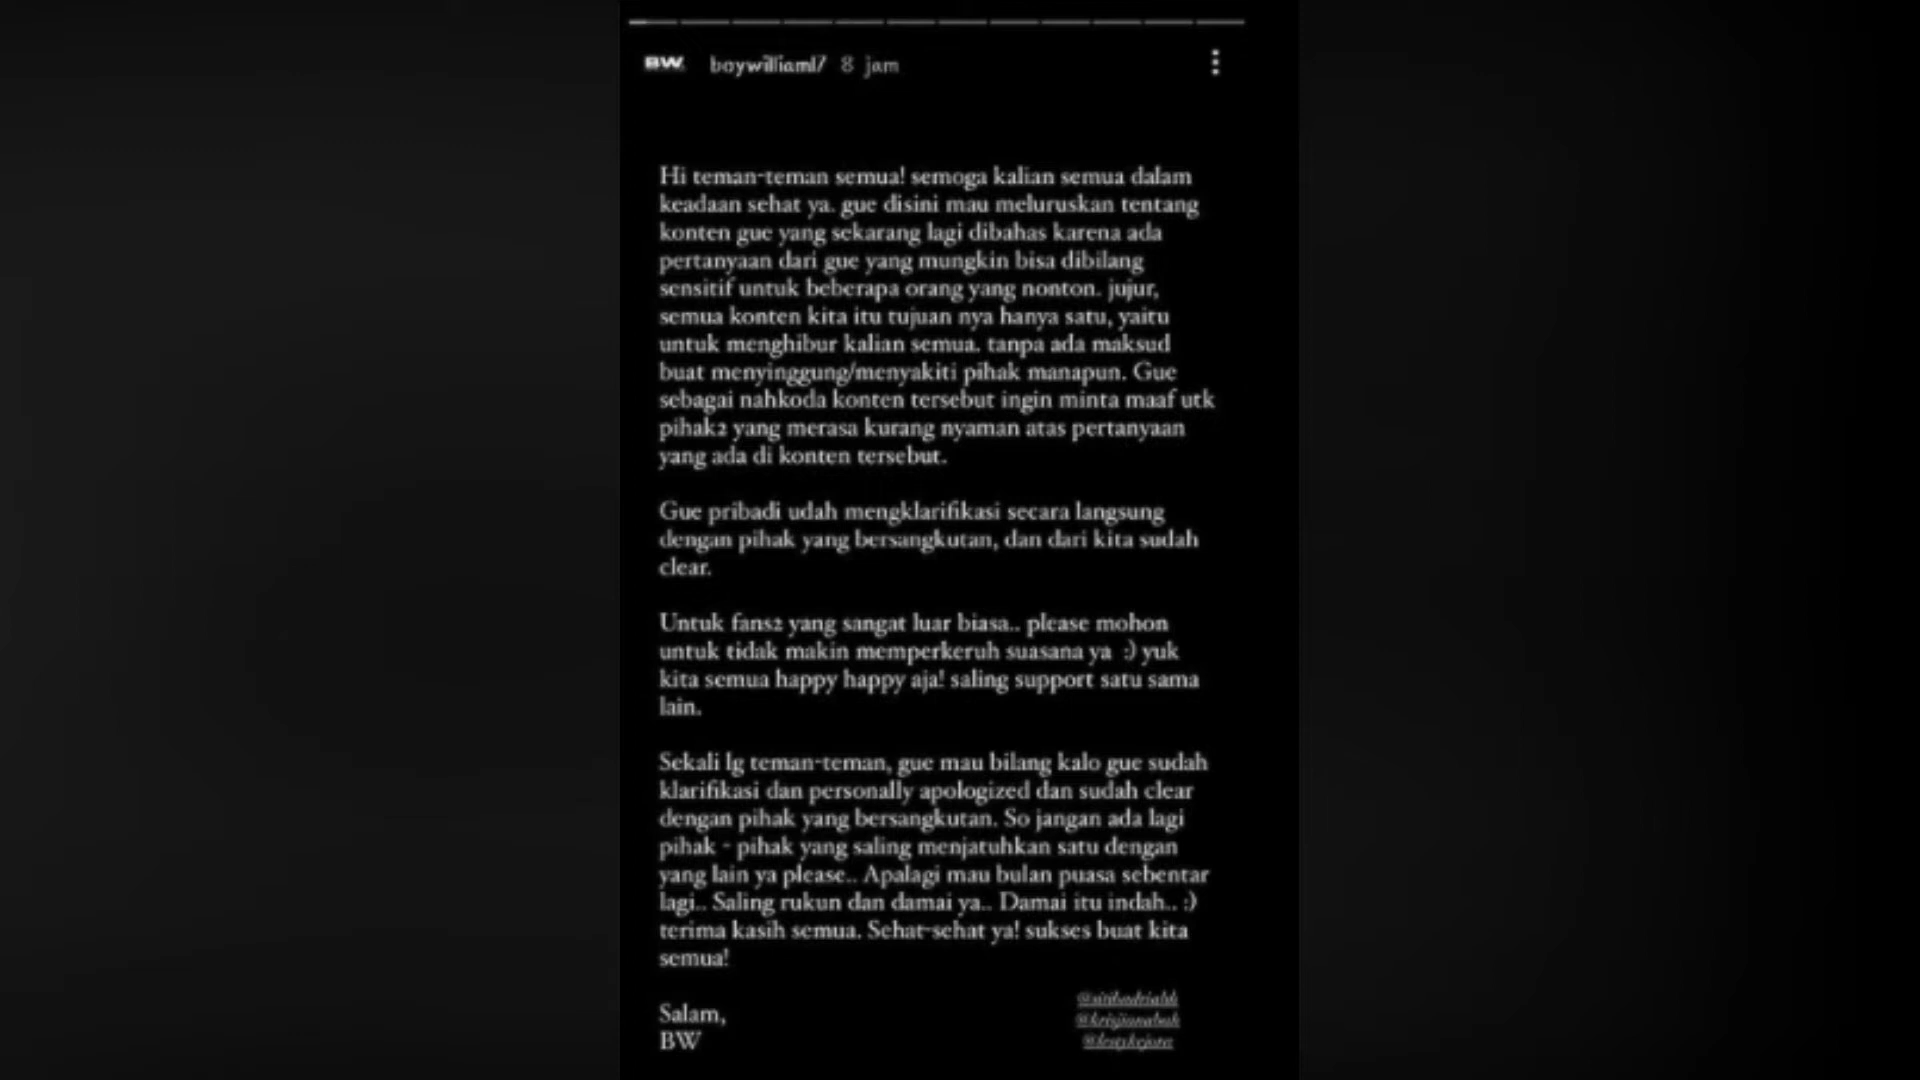 BW.
boywilliam17 8 jam
Hi teman-teman semua! semoga kalian semua dalam
keadaan sehat ya. gue disini mau meluruskan tentang
konten gue yang sekarang lagi dibahas karena ada
pertanyaan dari gue yang mungkin bisa dibilang
sensitif untuk beberapa orang yang nonton. jujur,
semua konten kita itu tujuan nya hanya satu, yaitu
untuk menghibur kalian semua. tanpa ada maksud
buat menyinggung/menyakiti pihak manapun. Gue
sebagai nahkoda konten tersebut ingin minta maaf utk
pihak2 yang merasa kurang nyaman atas pertanyaan
yang ada di konten tersebut.
Gue pribadi udah mengklarifikasi secara langsung
dengan pihak yang bersangkutan, dan dari kita sudah
clear.
Untuk fans2 yang sangat luar biasa.. please mohon
untuk tidak makin memperkeruh suasana ya :) yuk
kita semua happy happy aja! saling support satu sama
lain.
Sekali lg teman-teman, gue mau bilang kalo gue sudah
klarifikasi dan personally apologized dan sudah clear
dengan pihak yang bersangkutan. So jangan ada lagi
pihak - pihak yang saling menjatuhkan satu dengan
yang lain ya please.. Apalagi mau bulan puasa sebentar
lagi.. Saling rukun dan damai ya.. Damai itu indah.. :)
terima kasih semua. Sehat-sehat ya! sukses buat kita
semua!
Salam,
BW